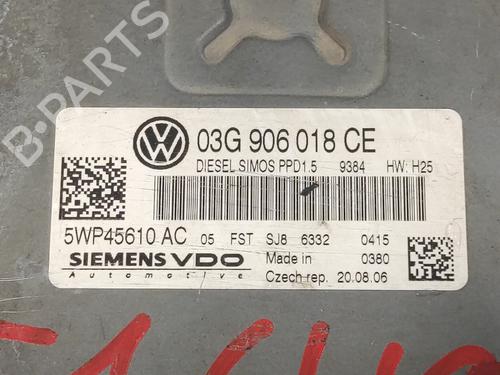 B-PARTS
03G 906 018 CE
DIESEL SIMOS PPD1.5 9384 HW: H25
5WP45610 AC 05 FST SJ8 6332 0415
SIEMENS VDO Made in 0380
Automotive Czech rep. 20.08.06